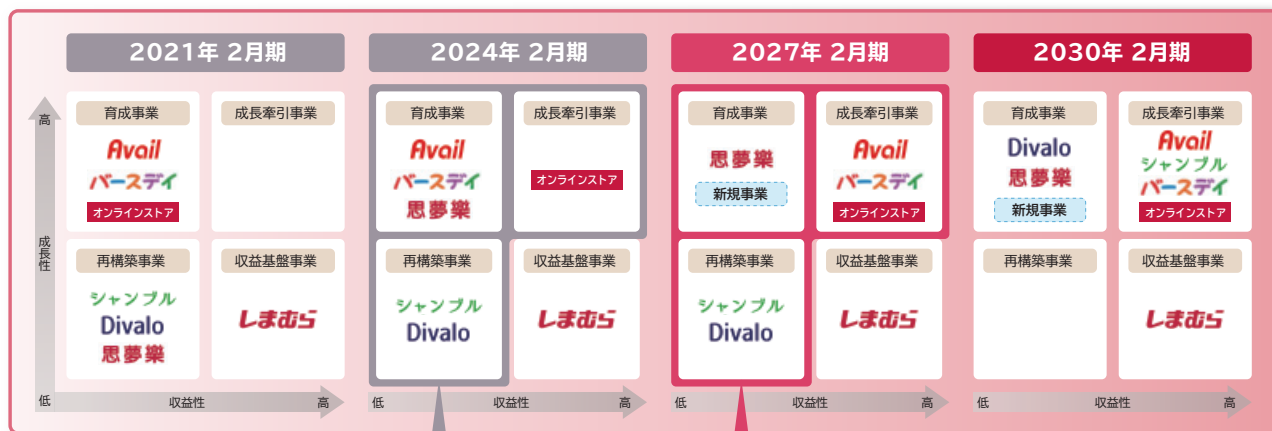 2021年 2月期
高
成長性
低
育成事業
Avail
バースデイ
オンラインストア
成長牽引事業
再構築事業
シャンブル
Divalo
思夢樂
収益基盤事業
しまむら
収益性
高
2024年 2月期
育成事業
Avail
バースデイ
思夢樂
成長牽引事業
オンラインストア
再構築事業
シャンブル
Divalo
収益基盤事業
しまむら
低
収益性
高
2027年 2月期
育成事業
思夢樂
新規事業
成長牽引事業
Avail
バースデイ
オンラインストア
再構築事業
シャンブル
Divalo
収益基盤事業
しまむら
低
収益性
高
2030年 2月期
育成事業
Divalo
思夢樂
新規事業
成長牽引事業
Avail
シャンブル
バースデイ
オンラインストア
再構築事業
収益基盤事業
しまむら
低
収益性
高